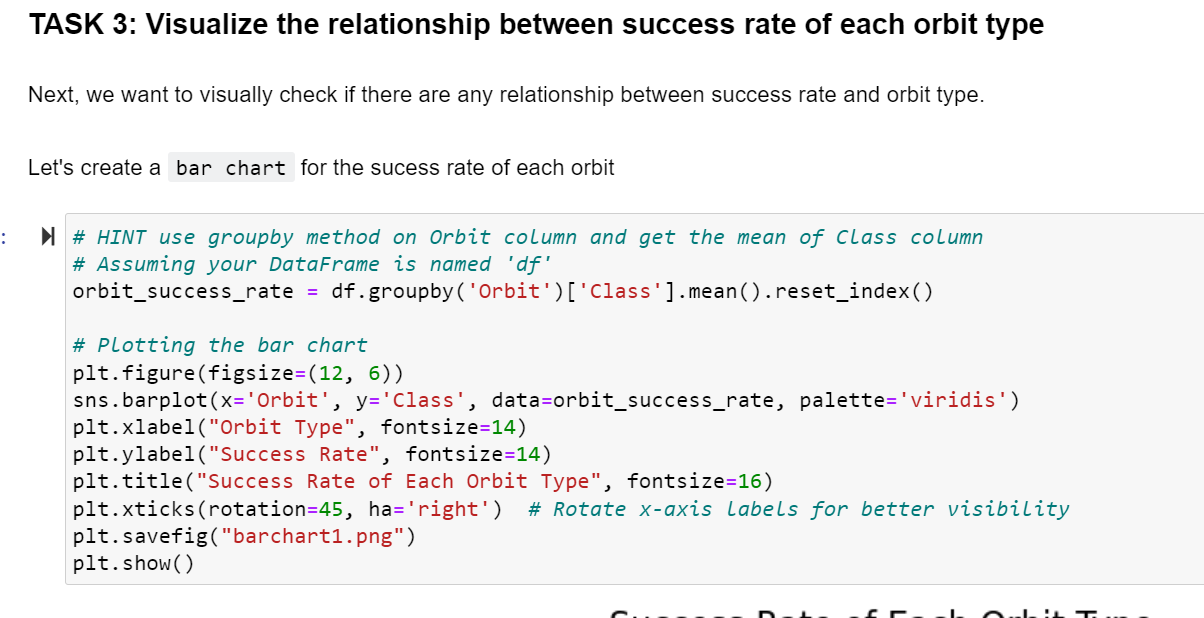 TASK 3: Visualize the relationship between success rate of each orbit type
Next, we want to visually check if there are any relationship between success rate and orbit type.
Let's create a bar chart for the sucess rate of each orbit
:
# HINT use groupby method on Orbit column and get the mean of Class column
# Assuming your DataFrame is named 'df'
orbit_success_rate = df.groupby('Orbit')['Class'].mean().reset_index()
# Plotting the bar chart
plt.figure(figsize=(12, 6))
sns.barplot(x='Orbit', y='Class', data=orbit_success_rate, palette='viridis')
plt.xlabel("Orbit Type", fontsize=14)
plt.ylabel("Success Rate", fontsize=14)
plt.title("Success Rate of Each Orbit Type", fontsize=16)
plt.xticks(rotation=45, ha='right')  # Rotate x-axis labels for better visibility
plt.savefig("barchart1.png")
plt.show()
Success Rate of Each Orbit Type